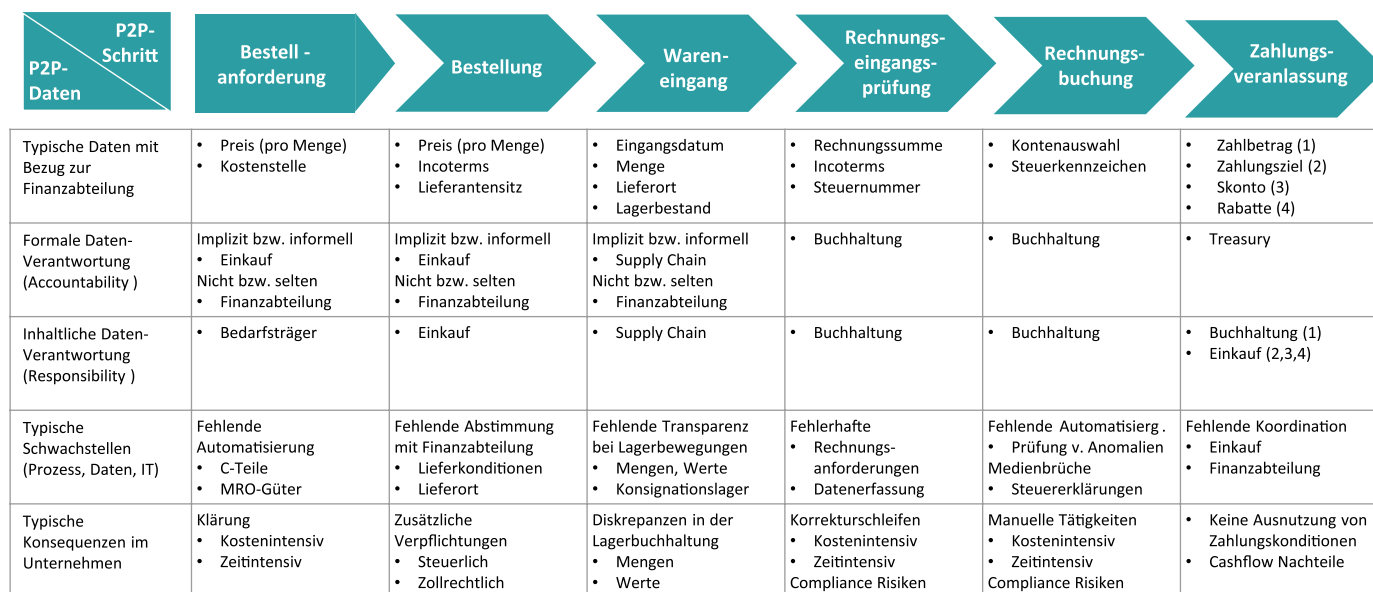 P2P-
Schritt
P2P-
Daten
Bestell -
anforderung
Bestellung
Waren-
eingang
Rechnungs-
eingangs-
prüfung
Rechnungs-
buchung
Zahlungs-
veranlassung
Typische Daten mit
Bezug zur
Finanzabteilung
• Preis (pro Menge)
• Kostenstelle
• Preis (pro Menge)
• Incoterms
• Lieferantensitz
• Eingangsdatum
• Menge
• Lieferort
• Lagerbestand
• Rechnungssumme
• Incoterms
• Steuernummer
• Kontenauswahl
• Steuerkennzeichen
• Zahlbetrag (1)
• Zahlungsziel (2)
• Skonto (3)
• Rabatte (4)
Formale Daten-
Verantwortung
(Accountability )
Implizit bzw. informell
• Einkauf
Nicht bzw. selten
• Finanzabteilung
Implizit bzw. informell
• Einkauf
Nicht bzw. selten
• Finanzabteilung
Implizit bzw. informell
• Supply Chain
Nicht bzw. selten
• Finanzabteilung
• Buchhaltung
• Buchhaltung
• Treasury
Inhaltliche Daten-
Verantwortung
(Responsibility )
• Bedarfsträger
• Einkauf
• Supply Chain
• Buchhaltung
• Buchhaltung
• Buchhaltung (1)
• Einkauf (2,3,4)
Typische
Schwachstellen
(Prozess, Daten, IT)
Fehlende
Automatisierung
• C-Teile
• MRO-Güter
Fehlende Abstimmung
mit Finanzabteilung
• Lieferkonditionen
• Lieferort
Fehlende Transparenz
bei Lagerbewegungen
• Mengen, Werte
• Konsignationslager
Fehlerhafte
• Rechnungs-
anforderungen
• Datenerfassung
Fehlende Automatisierg .
• Prüfung v. Anomalien
Medienbrüche
• Steuererklärungen
Fehlende Koordination
• Einkauf
• Finanzabteilung
Typische
Konsequenzen im
Unternehmen
Klärung
• Kostenintensiv
• Zeitintensiv
Zusätzliche
Verpflichtungen
• Steuerlich
• Zollrechtlich
Diskrepanzen in der
Lagerbuchhaltung
• Mengen
• Werte
Korrekturschleifen
• Kostenintensiv
• Zeitintensiv
Compliance Risiken
Manuelle Tätigkeiten
• Kostenintensiv
• Zeitintensiv
Compliance Risiken
• Keine Ausnutzung von
Zahlungskonditionen
• Cashflow Nachteile